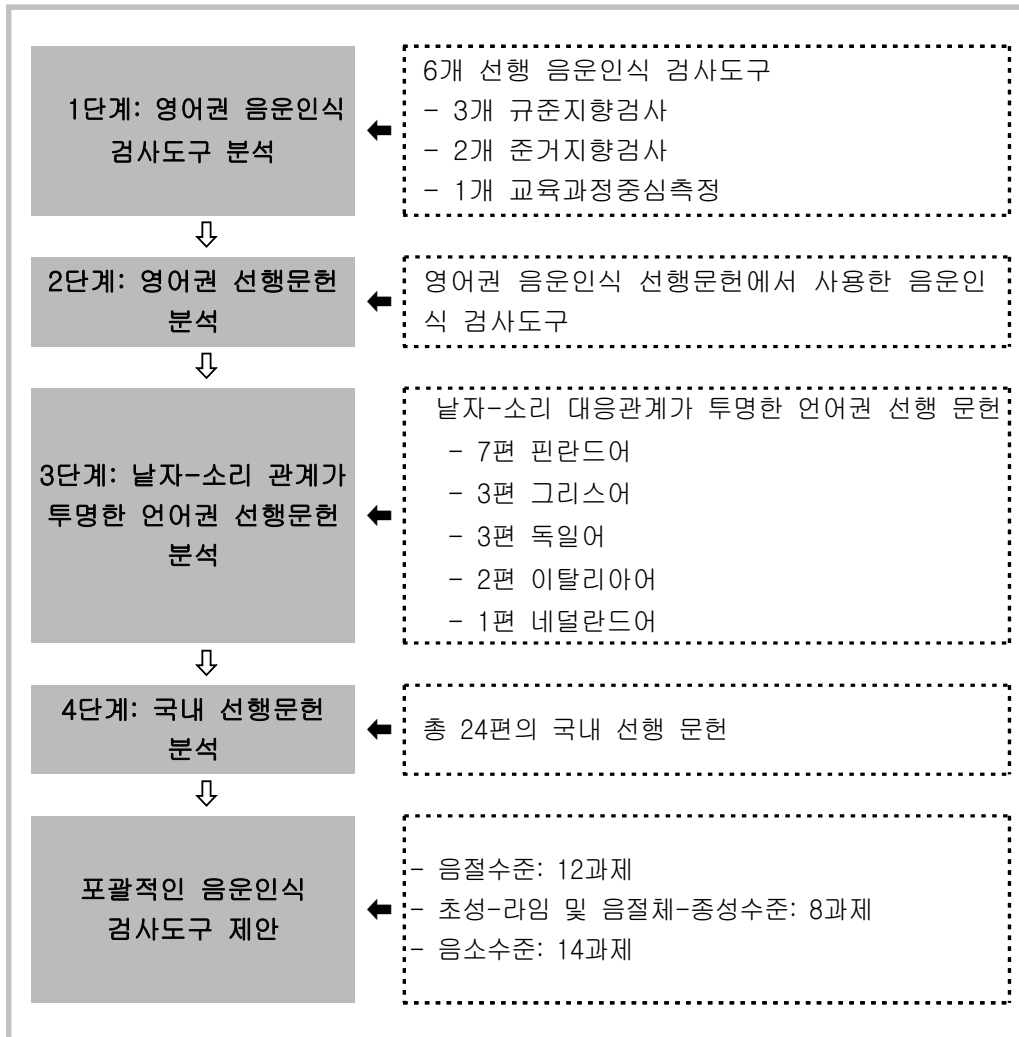 1단계: 영어권 음운인식
검사도구 분석
6개 선행 음운인식 검사도구
- 3개 규준지향검사
- 2개 준거지향검사
- 1개 교육과정중심측정
2단계: 영어권 선행문헌
분석
영어권 음운인식 선행문헌에서 사용한 음운인
식 검사도구
3단계: 낱자-소리 관계가
투명한 언어권 선행문헌
분석
낱자-소리 대응관계가 투명한 언어권 선행 문헌
- 7편 핀란드어
- 3편 그리스어
- 3편 독일어
- 2편 이탈리아어
- 1편 네덜란드어
4단계: 국내 선행문헌
분석
총 24편의 국내 선행 문헌
포괄적인 음운인식
검사도구 제안
- 음절수준: 12과제
- 초성-라임 및 음절체-종성수준: 8과제
- 음소수준: 14과제